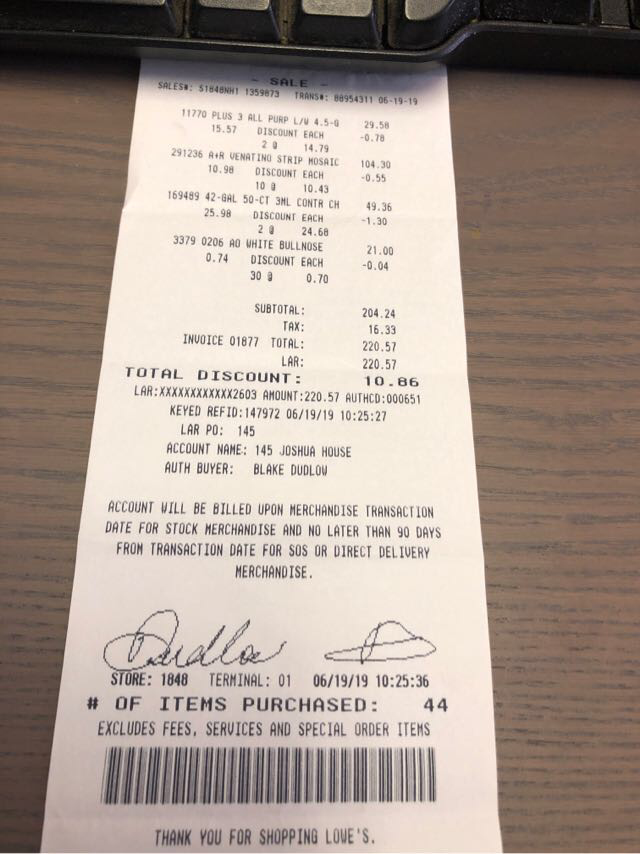 - SALE -
SALES#: S1848NH1 1359873 TRANS#: 88954311 06-19-19
11770 PLUS 3 ALL PURP L/W 4.5-G 29.58
15.57 DISCOUNT EACH -0.78
2 @ 14.79
291236 A+R VENATINO STRIP MOSAIC 104.30
10.98 DISCOUNT EACH -0.55
10 @ 10.43
169489 42-GAL 50-CT 3ML CONTR CH 49.36
25.98 DISCOUNT EACH -1.30
2 @ 24.68
3379 0206 AO WHITE BULLNOSE 21.00
0.74 DISCOUNT EACH -0.04
30 @ 0.70
SUBTOTAL: 204.24
TAX: 16.33
INVOICE 01877 TOTAL: 220.57
LAR: 220.57
TOTAL DISCOUNT: 10.86
LAR:XXXXXXXXXXXX2603 AMOUNT:220.57 AUTHCD:000651
KEYED REFID:147972 06/19/19 10:25:27
LAR PO: 145
ACCOUNT NAME: 145 JOSHUA HOUSE
AUTH BUYER: BLAKE DUDLOW
ACCOUNT WILL BE BILLED UPON MERCHANDISE TRANSACTION
DATE FOR STOCK MERCHANDISE AND NO LATER THAN 90 DAYS
FROM TRANSACTION DATE FOR SOS OR DIRECT DELIVERY
MERCHANDISE.
STORE: 1848 TERMINAL: 01 06/19/19 10:25:36
# OF ITEMS PURCHASED: 44
EXCLUDES FEES, SERVICES AND SPECIAL ORDER ITEMS
THANK YOU FOR SHOPPING LOWE'S.